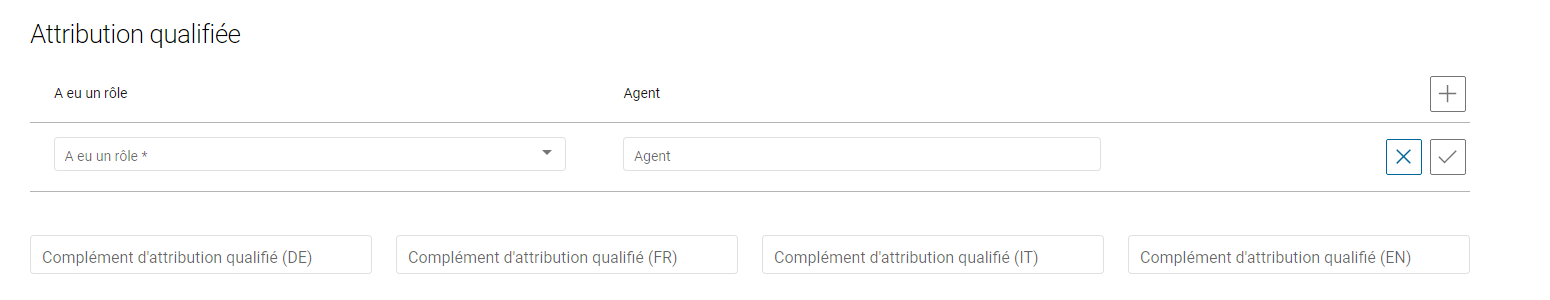 Attribution qualifiée
A eu un rôle Agent
A eu un rôle * Agent
Complément d'attribution qualifié (DE) Complément d'attribution qualifié (FR) Complément d'attribution qualifié (IT) Complément d'attribution qualifié (EN)